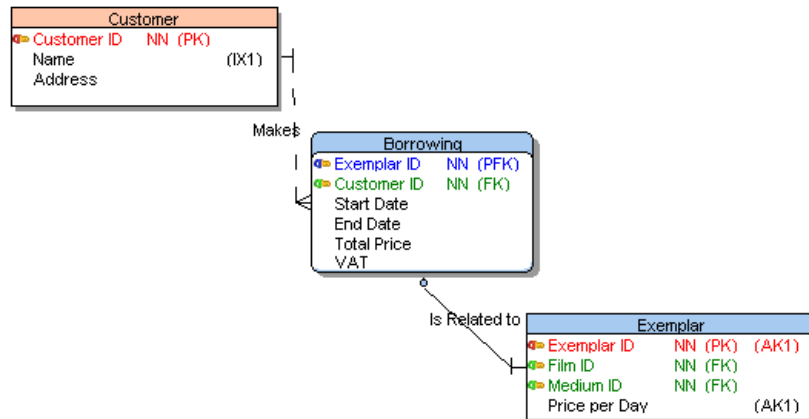 Customer
Customer ID NN (PK)
Name (IX1)
Address
Makes
Borrowing
Exemplar ID NN (PFK)
Customer ID NN (FK)
Start Date
End Date
Total Price
VAT
Is Related to
Exemplar
Exemplar ID NN (PK) (AK1)
Film ID NN (FK)
Medium ID NN (FK)
Price per Day (AK1)